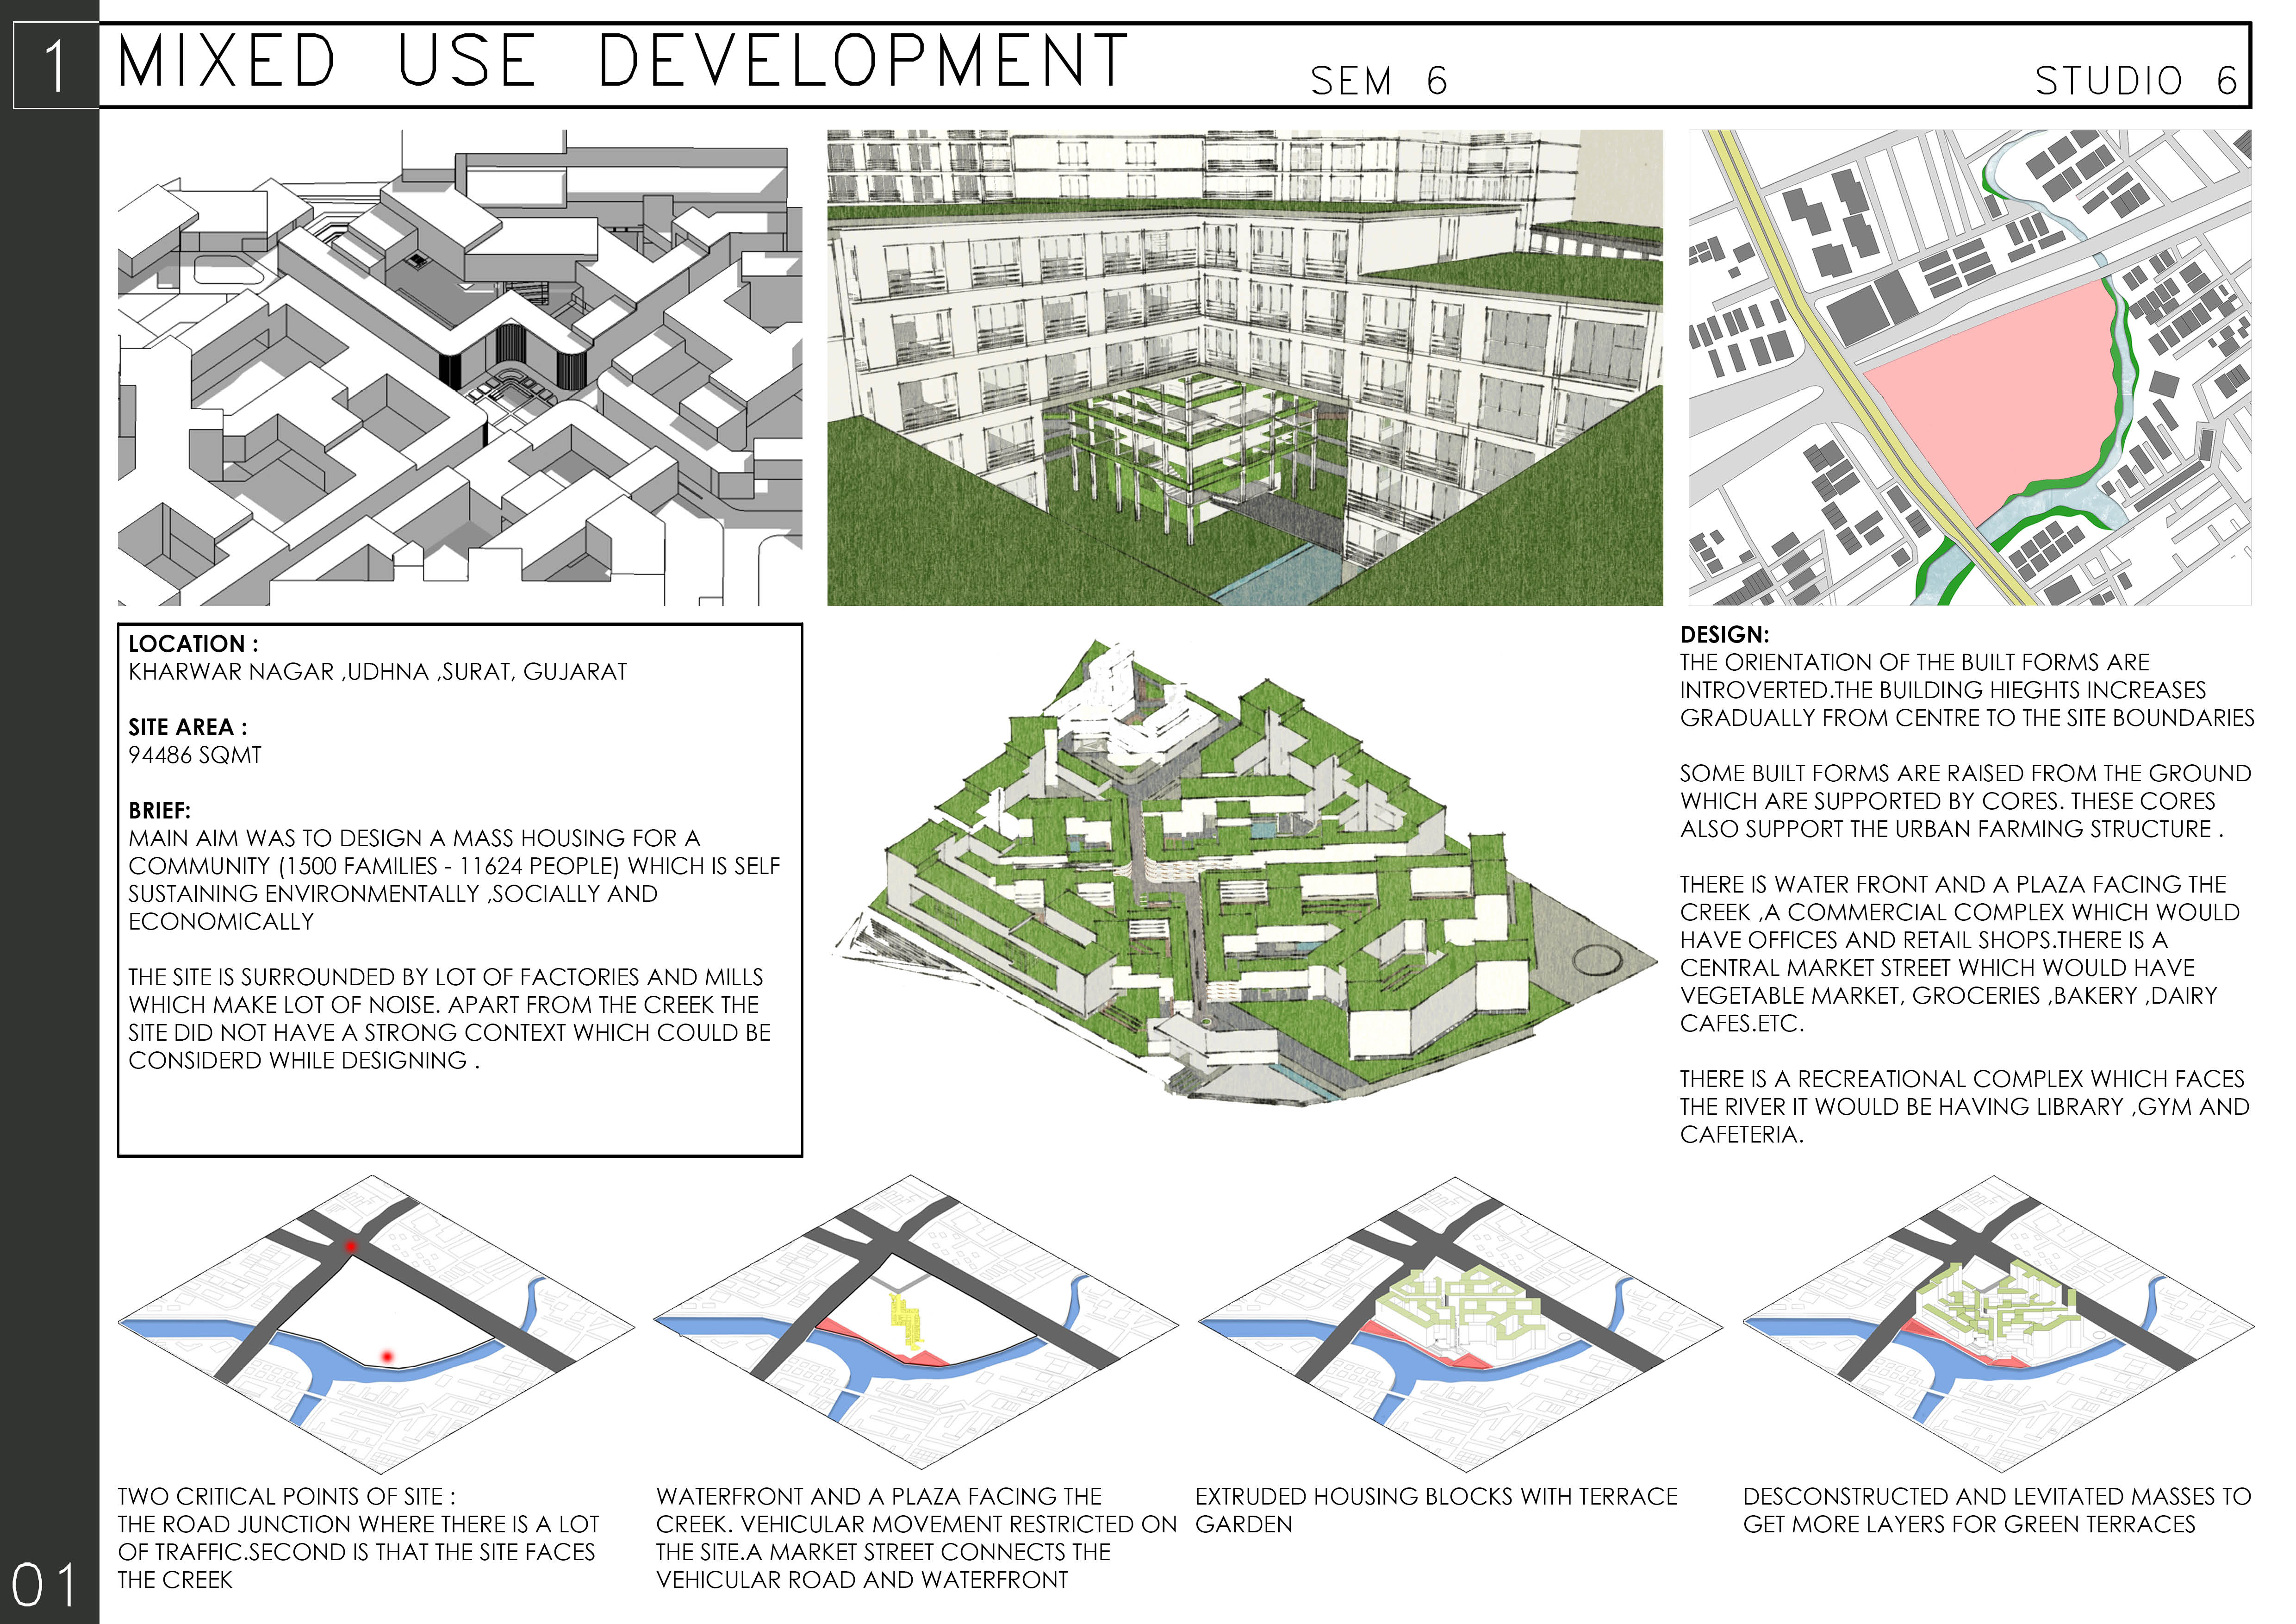 1
MIXED USE DEVELOPMENT
SEM 6
STUDIO 6
LOCATION :
KHARWAR NAGAR ,UDHNA ,SURAT, GUJARAT
SITE AREA :
94486 SQMT
BRIEF:
MAIN AIM WAS TO DESIGN A MASS HOUSING FOR A
COMMUNITY (1500 FAMILIES - 11624 PEOPLE) WHICH IS SELF
SUSTAINING ENVIRONMENTALLY ,SOCIALLY AND
ECONOMICALLY
THE SITE IS SURROUNDED BY LOT OF FACTORIES AND MILLS
WHICH MAKE LOT OF NOISE. APART FROM THE CREEK THE
SITE DID NOT HAVE A STRONG CONTEXT WHICH COULD BE
CONSIDERD WHILE DESIGNING .
DESIGN:
THE ORIENTATION OF THE BUILT FORMS ARE
INTROVERTED.THE BUILDING HIEGHTS INCREASES
GRADUALLY FROM CENTRE TO THE SITE BOUNDARIES
SOME BUILT FORMS ARE RAISED FROM THE GROUND
WHICH ARE SUPPORTED BY CORES. THESE CORES
ALSO SUPPORT THE URBAN FARMING STRUCTURE .
THERE IS WATER FRONT AND A PLAZA FACING THE
CREEK ,A COMMERCIAL COMPLEX WHICH WOULD
HAVE OFFICES AND RETAIL SHOPS.THERE IS A
CENTRAL MARKET STREET WHICH WOULD HAVE
VEGETABLE MARKET, GROCERIES ,BAKERY ,DAIRY
CAFES.ETC.
THERE IS A RECREATIONAL COMPLEX WHICH FACES
THE RIVER IT WOULD BE HAVING LIBRARY ,GYM AND
CAFETERIA.
TWO CRITICAL POINTS OF SITE :
THE ROAD JUNCTION WHERE THERE IS A LOT
OF TRAFFIC.SECOND IS THAT THE SITE FACES
THE CREEK
WATERFRONT AND A PLAZA FACING THE
CREEK. VEHICULAR MOVEMENT RESTRICTED ON
THE SITE.A MARKET STREET CONNECTS THE
VEHICULAR ROAD AND WATERFRONT
EXTRUDED HOUSING BLOCKS WITH TERRACE
GARDEN
DESCONSTRUCTED AND LEVITATED MASSES TO
GET MORE LAYERS FOR GREEN TERRACES
01